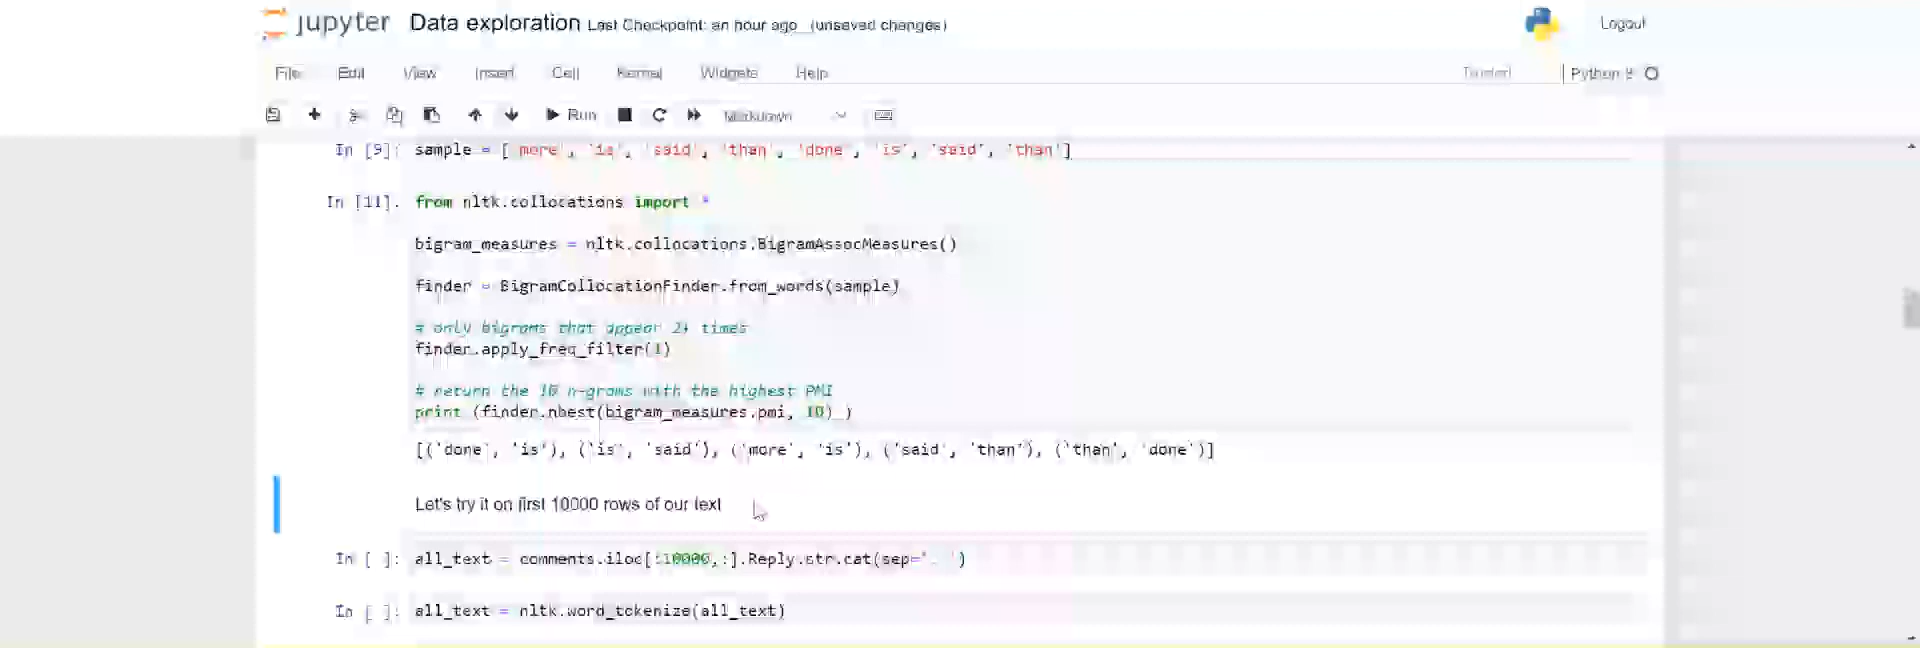 jupyter Data exploration Last Checkpoint: an hour ago (unsaved changes) Logout
File Edit View Insert Cell Kernel Widgets Help Trusted Python 3
Run Markdown
In [9]: sample = [ more', 'is', 'said', 'than', 'done', 'is', 'said', 'than']
In [11]: from nltk.collocations import *
bigram_measures = nltk.collocations.BigramAssocMeasures()
finder = BigramCollocationFinder.from_words(sample)
# only bigrams that appear 2+ times
finder.apply_freq_filter(1)
# return the 10 n-grams with the highest PMI
print (finder.nbest(bigram_measures.pmi, 10) )
[('done', 'is'), ('is', 'said'), ('more', 'is'), ('said', 'than'), ('than', 'done')]
Let's try it on first 10000 rows of our text
In [ ]: all_text = comments.iloc[:10000,:].Reply.str.cat(sep='. ')
In [ ]: all_text = nltk.word_tokenize(all_text)